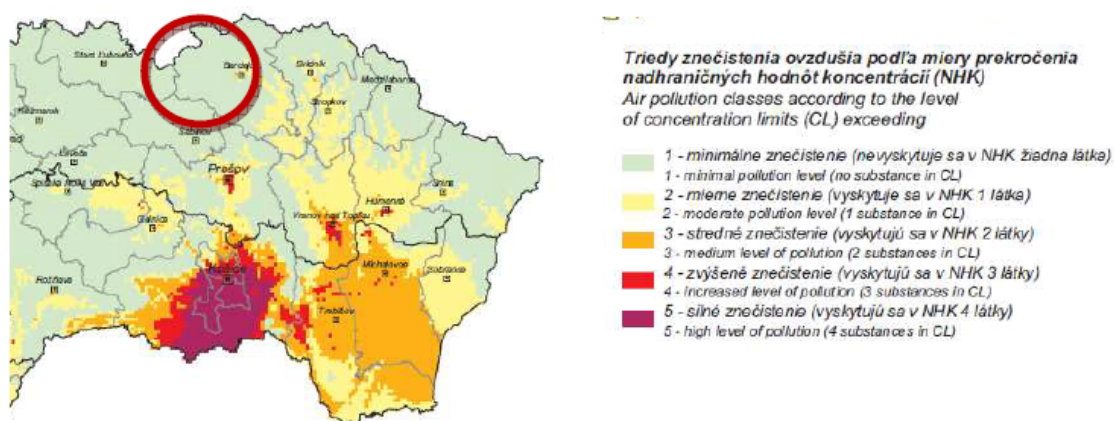 Stará Ľubovňa
Bardejov
Svidník
Medzilaborce
Stropkov
Kežmarok
Sabinov
Levoča
Prešov
Spišská Nová Ves
Snina
Humenné
Vranov nad Topľou
Gelnica
Michalovce
Sobrance
Rožňava
Trebišov
Triedy znečistenia ovzdušia podľa miery prekročenia
nadhraničných hodnôt koncentrácií (NHK)
Air pollution classes according to the level
of concentration limits (CL) exceeding
1 - minimálne znečistenie (nevyskytuje sa v NHK žiadna látka)
1 - minimal pollution level (no substance in CL)
2 - mierne znečistenie (vyskytuje sa v NHK 1 látka)
2 - moderate pollution level (1 substance in CL)
3 - stredné znečistenie (vyskytujú sa v NHK 2 látky)
3 - medium level of pollution (2 substances in CL)
4 - zvýšené znečistenie (vyskytujú sa v NHK 3 látky)
4 - increased level of pollution (3 substances in CL)
5 - silné znečistenie (vyskytujú sa v NHK 4 látky)
5 - high level of pollution (4 substances in CL)